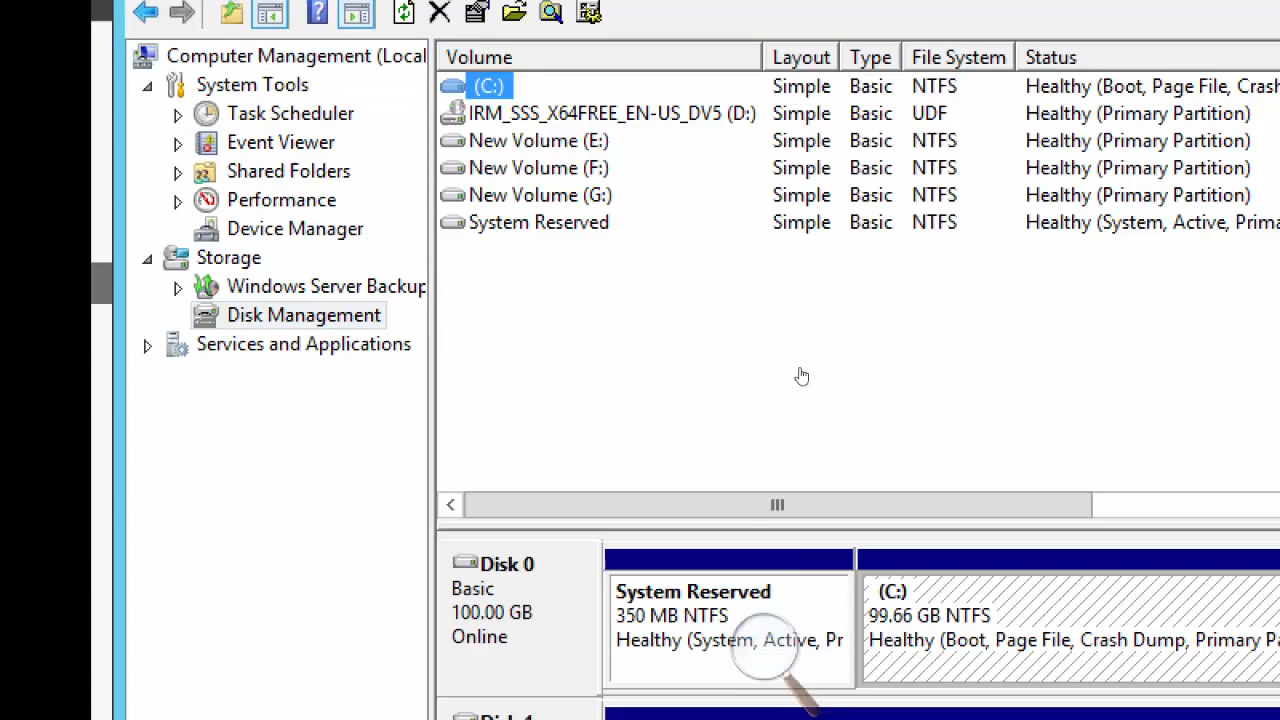 Computer Management (Local
System Tools
Task Scheduler
Event Viewer
Shared Folders
Performance
Device Manager
Storage
Windows Server Backup
Disk Management
Services and Applications
Volume Layout Type File System Status
(C:) Simple Basic NTFS Healthy (Boot, Page File, Crash
IRM_SSS_X64FREE_EN-US_DV5 (D:) Simple Basic UDF Healthy (Primary Partition)
New Volume (E:) Simple Basic NTFS Healthy (Primary Partition)
New Volume (F:) Simple Basic NTFS Healthy (Primary Partition)
New Volume (G:) Simple Basic NTFS Healthy (Primary Partition)
System Reserved Simple Basic NTFS Healthy (System, Active, Prima
Disk 0
Basic
100.00 GB
Online
System Reserved
350 MB NTFS
Healthy (System, Active, Pr
(C:)
99.66 GB NTFS
Healthy (Boot, Page File, Crash Dump, Primary Pa
Disk 1